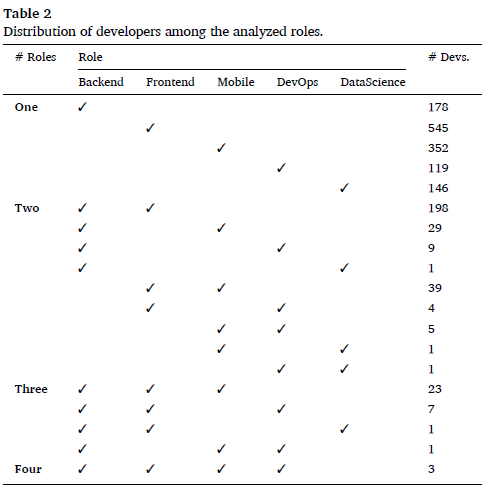 Table 2
Distribution of developers among the analyzed roles.
# Roles Role # Devs.
Backend Frontend Mobile DevOps DataScience
One ✓ 178
✓ 545
✓ 352
✓ 119
✓ 146
Two ✓ ✓ 198
✓ ✓ 29
✓ ✓ 9
✓ ✓ 1
✓ ✓ 39
✓ ✓ 4
✓ ✓ 5
✓ ✓ 1
✓ ✓ 1
Three ✓ ✓ ✓ 23
✓ ✓ ✓ 7
✓ ✓ ✓ 1
✓ ✓ ✓ 1
Four ✓ ✓ ✓ ✓ 3